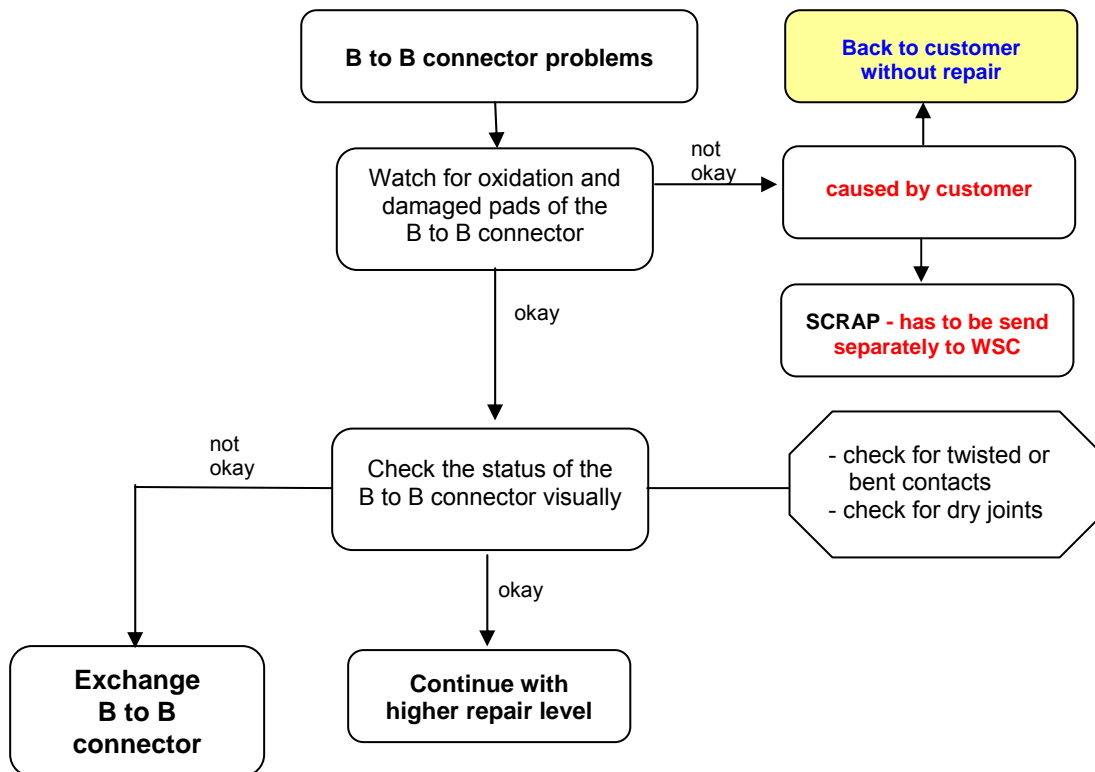 B to B connector problems
Back to customer
without repair
not
okay
Watch for oxidation and
damaged pads of the
B to B connector
caused by customer
okay
SCRAP - has to be send
separately to WSC
not
okay
Check the status of the
B to B connector visually
- check for twisted or
bent contacts
- check for dry joints
okay
Exchange
B to B
connector
Continue with
higher repair level